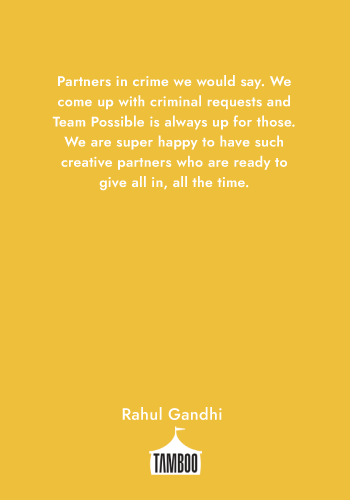 Partners in crime we would say. We
come up with criminal requests and
Team Possible is always up for those.
We are super happy to have such
creative partners who are ready to
give all in, all the time.
Rahul Gandhi
TAMBOO